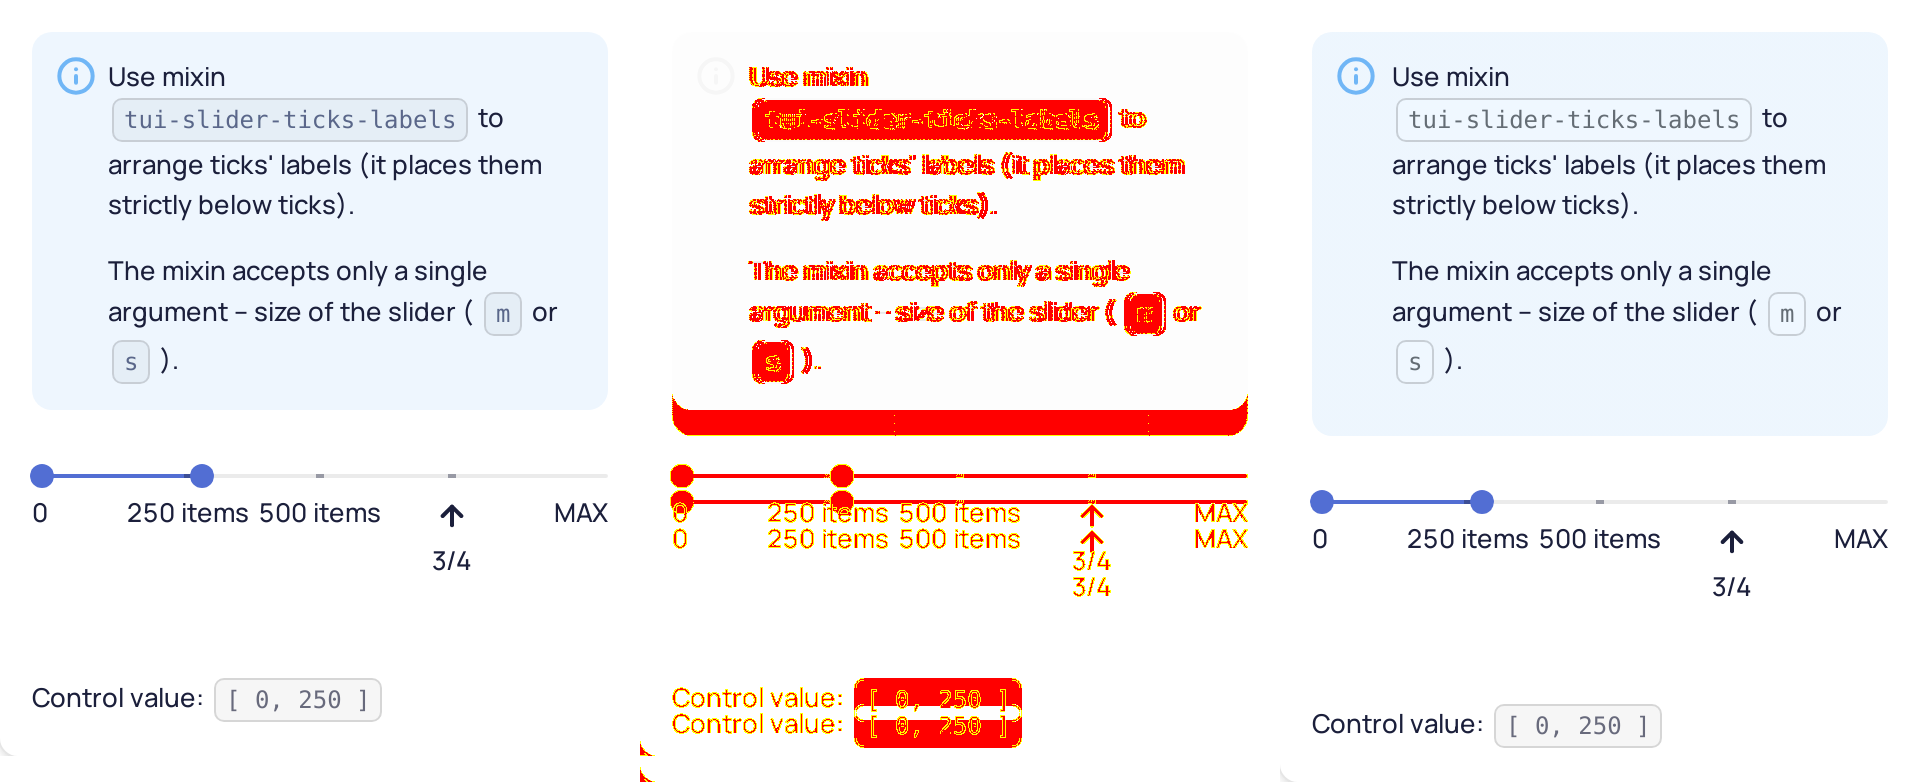 Use mixin
tui-slider-ticks-labels to
arrange ticks' labels (it places them
strictly below ticks).
The mixin accepts only a single
argument – size of the slider ( m or
s ).
0 250 items 500 items MAX
3/4
Control value: [ 0, 250 ]
Use mixin
tui-slider-ticks-labels to
arrange ticks' labels (it places them
strictly below ticks).
The mixin accepts only a single
argument – size of the slider ( m or
s ).
0 250 items 500 items MAX
0 250 items 500 items MAX
3/4
3/4
Control value: [ 0, 250 ]
Control value: [ 0, 250 ]
Use mixin
tui-slider-ticks-labels to
arrange ticks' labels (it places them
strictly below ticks).
The mixin accepts only a single
argument – size of the slider ( m or
s ).
0 250 items 500 items MAX
3/4
Control value: [ 0, 250 ]